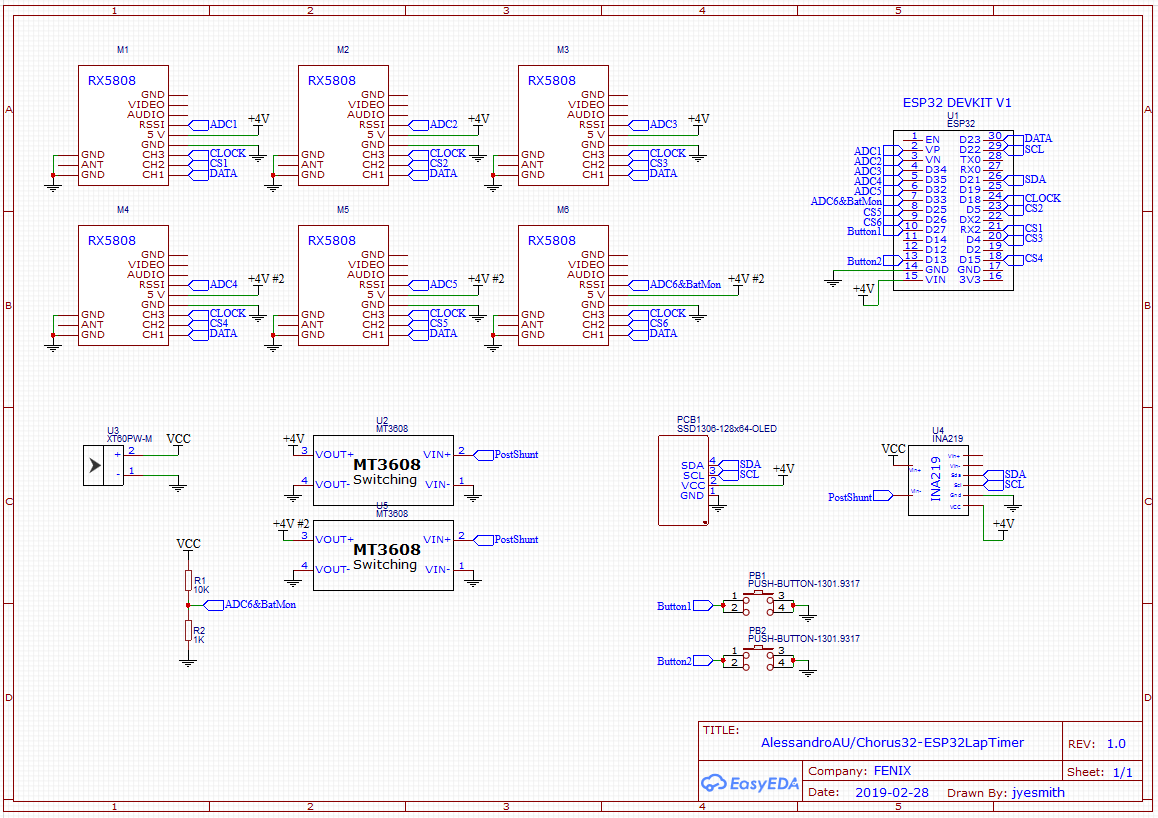 1 2 3 4 5
A
B
C
D
M1
RX5808
GND
VIDEO
AUDIO
RSSI
5 V
GND
CH3
CH2
CH1
GND
ANT
GND
ADC1
+4V
CLOCK
CS1
DATA
M2
RX5808
GND
VIDEO
AUDIO
RSSI
5 V
GND
CH3
CH2
CH1
GND
ANT
GND
ADC2
+4V
CLOCK
CS2
DATA
M3
RX5808
GND
VIDEO
AUDIO
RSSI
5 V
GND
CH3
CH2
CH1
GND
ANT
GND
ADC3
+4V
CLOCK
CS3
DATA
ESP32 DEVKIT V1
U1
ESP32
1 EN D23 30 DATA
ADC1 2 VP D22 29 SCL
ADC2 3 VN TX0 28
ADC3 4 D34 RX0 27
ADC4 5 D35 D21 26 SDA
ADC5 6 D32 D19 25
ADC6&BatMon 7 D33 D18 24 CLOCK
CS5 8 D25 D5 23 CS2
CS6 9 D26 DX2 22
Button1 10 D27 RX2 21 CS1
11 D14 D4 20 CS3
12 D12 D2 19
Button2 13 D13 D15 18 CS4
14 GND GND 17
15 VIN 3V3 16
+4V
M4
RX5808
GND
VIDEO
AUDIO
RSSI
5 V
GND
CH3
CH2
CH1
GND
ANT
GND
ADC4
+4V #2
CLOCK
CS4
DATA
M5
RX5808
GND
VIDEO
AUDIO
RSSI
5 V
GND
CH3
CH2
CH1
GND
ANT
GND
ADC5
+4V #2
CLOCK
CS5
DATA
M6
RX5808
GND
VIDEO
AUDIO
RSSI
5 V
GND
CH3
CH2
CH1
GND
ANT
GND
ADC6&BatMon
+4V #2
CLOCK
CS6
DATA
U3
XT60PW-M
+ 2
- 1
VCC
U2
MT3608
+4V
3 VOUT+ VIN+ 2 PostShunt
MT3608
Switching
4 VOUT- VIN- 1
U5
MT3608
+4V #2
3 VOUT+ VIN+ 2 PostShunt
MT3608
Switching
4 VOUT- VIN- 1
PCB1
SSD1306-128x64-OLED
SDA 4 SDA
SCL 3 SCL
VCC 2 +4V
GND 1
U4
INA219
VCC
Vin+
PostShunt
Vin-
INA219
Vin+
Vin-
Sda
Scl
Gnd
VCC
SDA
SCL
+4V
VCC
R1
10K
ADC6&BatMon
R2
1K
PB1
PUSH-BUTTON-1301.9317
Button1
1 3
2 4
PB2
PUSH-BUTTON-1301.9317
Button2
1 3
2 4
TITLE:
AlessandroAU/Chorus32-ESP32LapTimer
REV: 1.0
EasyEDA
Company: FENIX
Sheet: 1/1
Date: 2019-02-28 Drawn By: jyesmith
A
B
C
D
1 2 3 4 5